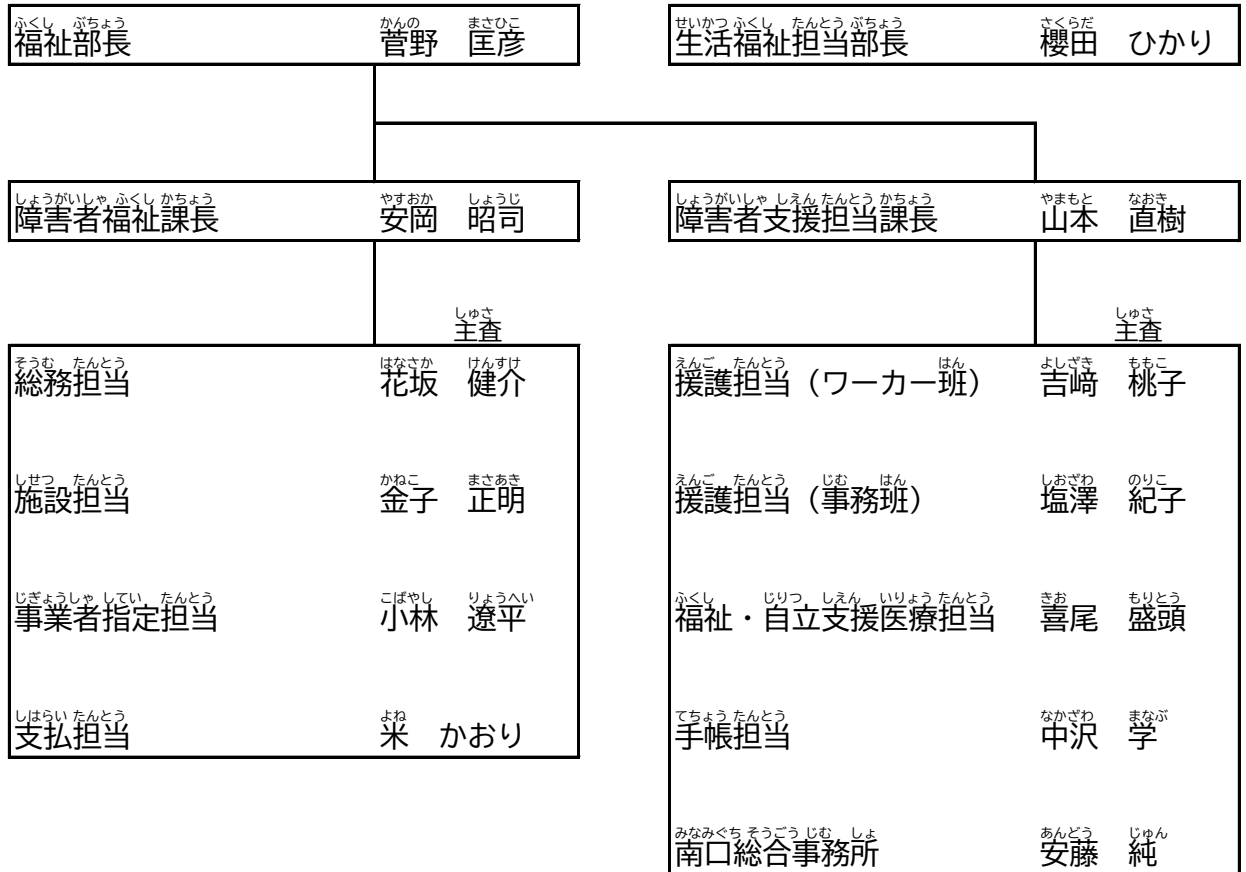 ふくし ぶちょう かんの まさひこ
福祉部長 菅野 匡彦
せいかつ ふくし たんとう ぶちょう さくらだ
生活福祉担当部長 櫻田 ひかり
しょうがいしゃ ふくし かちょう やすおか しょうじ
障害者福祉課長 安岡 昭司
しょうがいしゃ しえん たんとう かちょう やまもと なおき
障害者支援担当課長 山本 直樹
しゅさ
主査
そうむ たんとう はなさか けんすけ
総務担当 花坂 健介
しせつ たんとう かねこ まさあき
施設担当 金子 正明
じぎょうしゃ してい たんとう こばやし りょうへい
事業者指定担当 小林 遼平
しはらい たんとう よね
支払担当 米 かおり
しゅさ
主査
えんご たんとう はん よしざき ももこ
援護担当（ワーカー班） 吉﨑 桃子
えんご たんとう じむ はん しおざわ のりこ
援護担当（事務班） 塩澤 紀子
ふくし じりつ しえん いりょう たんとう きお もりとう
福祉・自立支援医療担当 喜尾 盛頭
てちょう たんとう なかざわ まなぶ
手帳担当 中沢 学
みなみぐち そうごう じむ しょ あんどう じゅん
南口総合事務所 安藤 純